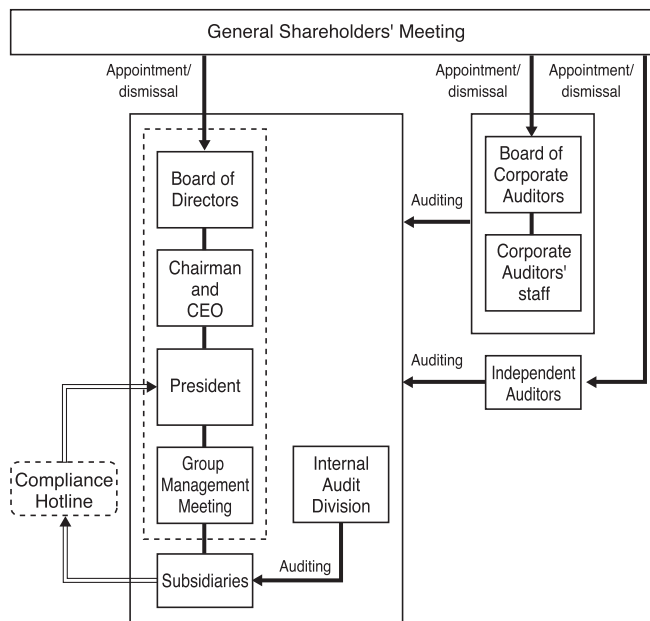 General Shareholders' Meeting
Appointment/
dismissal
Appointment/
dismissal
Appointment/
dismissal
Board of
Directors
Board of
Corporate
Auditors
Auditing
Corporate
Auditors'
staff
Chairman
and
CEO
President
Auditing
Independent
Auditors
Group
Management
Meeting
Internal
Audit
Division
Compliance
Hotline
Auditing
Subsidiaries